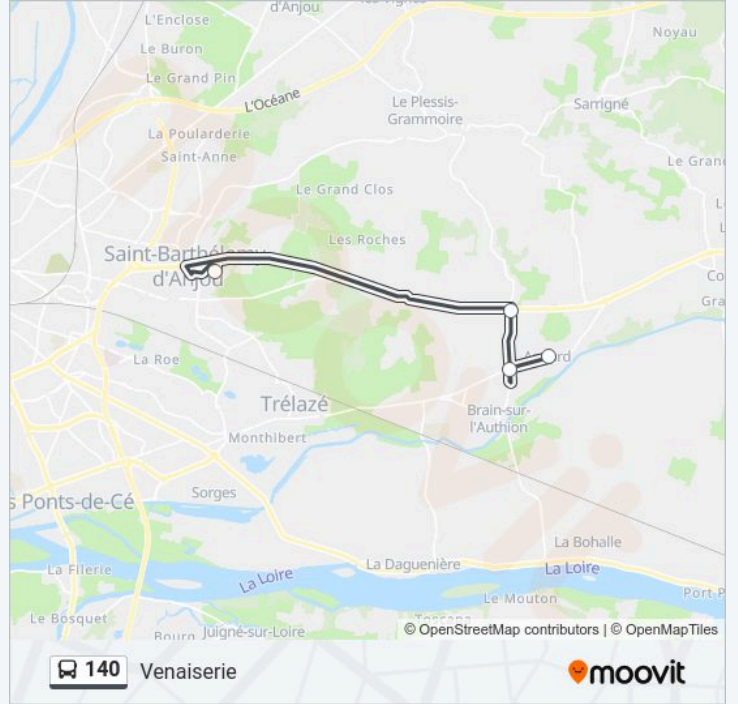 d'Anjou
L'Enclose
Noyau
Le Buron
Le Grand Pin
L'Océane
Le Plessis-
Grammoire
Sarrigné
La Poularderie
Saint-Anne
Le Gran
Le Grand Clos
Les Roches
Saint-Barthélemy-
d'Anjou
Co
Gra
La Roe
Trélazé
Brain-sur-
l'Authion
Monthibert
Sorges
s Ponts-de-Cé
La Bohalle
La Daguenière
La Filerie
La Loire
La Loire
Le Mouton
Port-P
Le Bosquet
Bourg
Juigné-sur-Loire
© OpenStreetMap contributors | © OpenMapTiles
140
Venaiserie
moovit